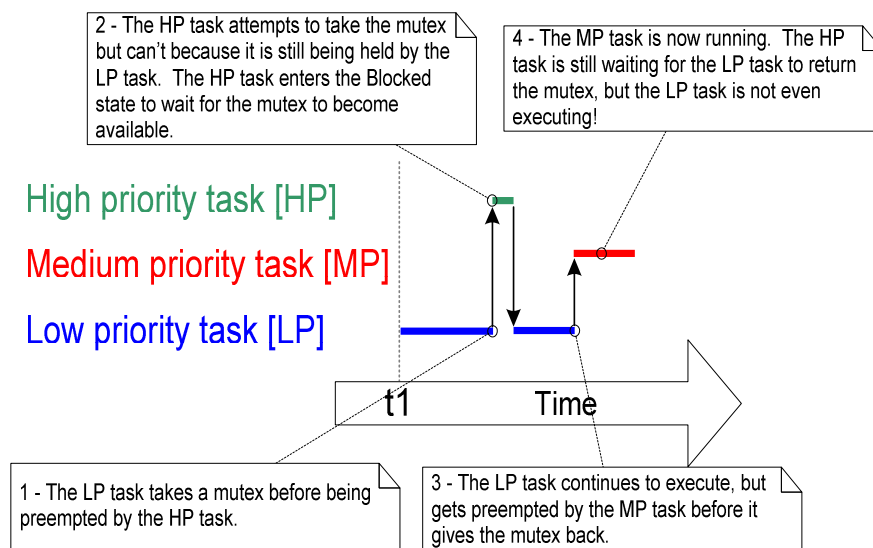 2 - The HP task attempts to take the mutex
but can't because it is still being held by the
LP task. The HP task enters the Blocked
state to wait for the mutex to become
available.
4 - The MP task is now running. The HP
task is still waiting for the LP task to return
the mutex, but the LP task is not even
executing!
High priority task [HP]
Medium priority task [MP]
Low priority task [LP]
t1
Time
1 - The LP task takes a mutex before being
preempted by the HP task.
3 - The LP task continues to execute, but
gets preempted by the MP task before it
gives the mutex back.